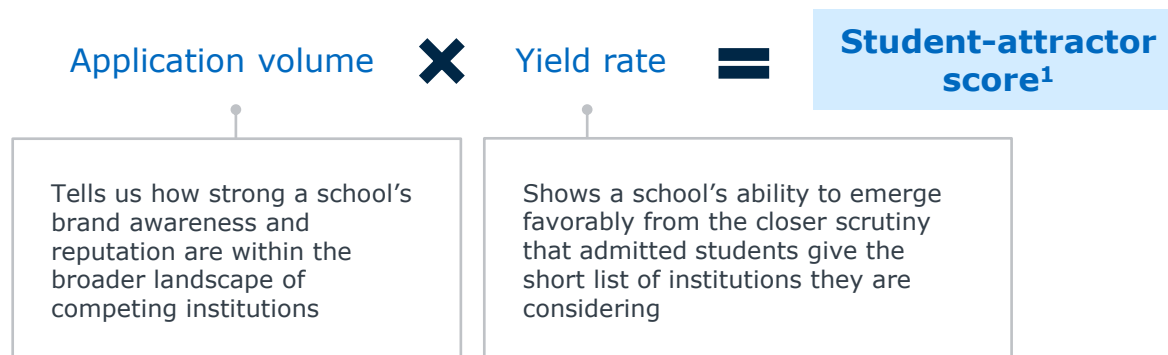 Application volume ✖ Yield rate = Student-attractor
score¹
Tells us how strong a school’s
brand awareness and
reputation are within the
broader landscape of
competing institutions
Shows a school’s ability to emerge
favorably from the closer scrutiny
that admitted students give the
short list of institutions they are
considering